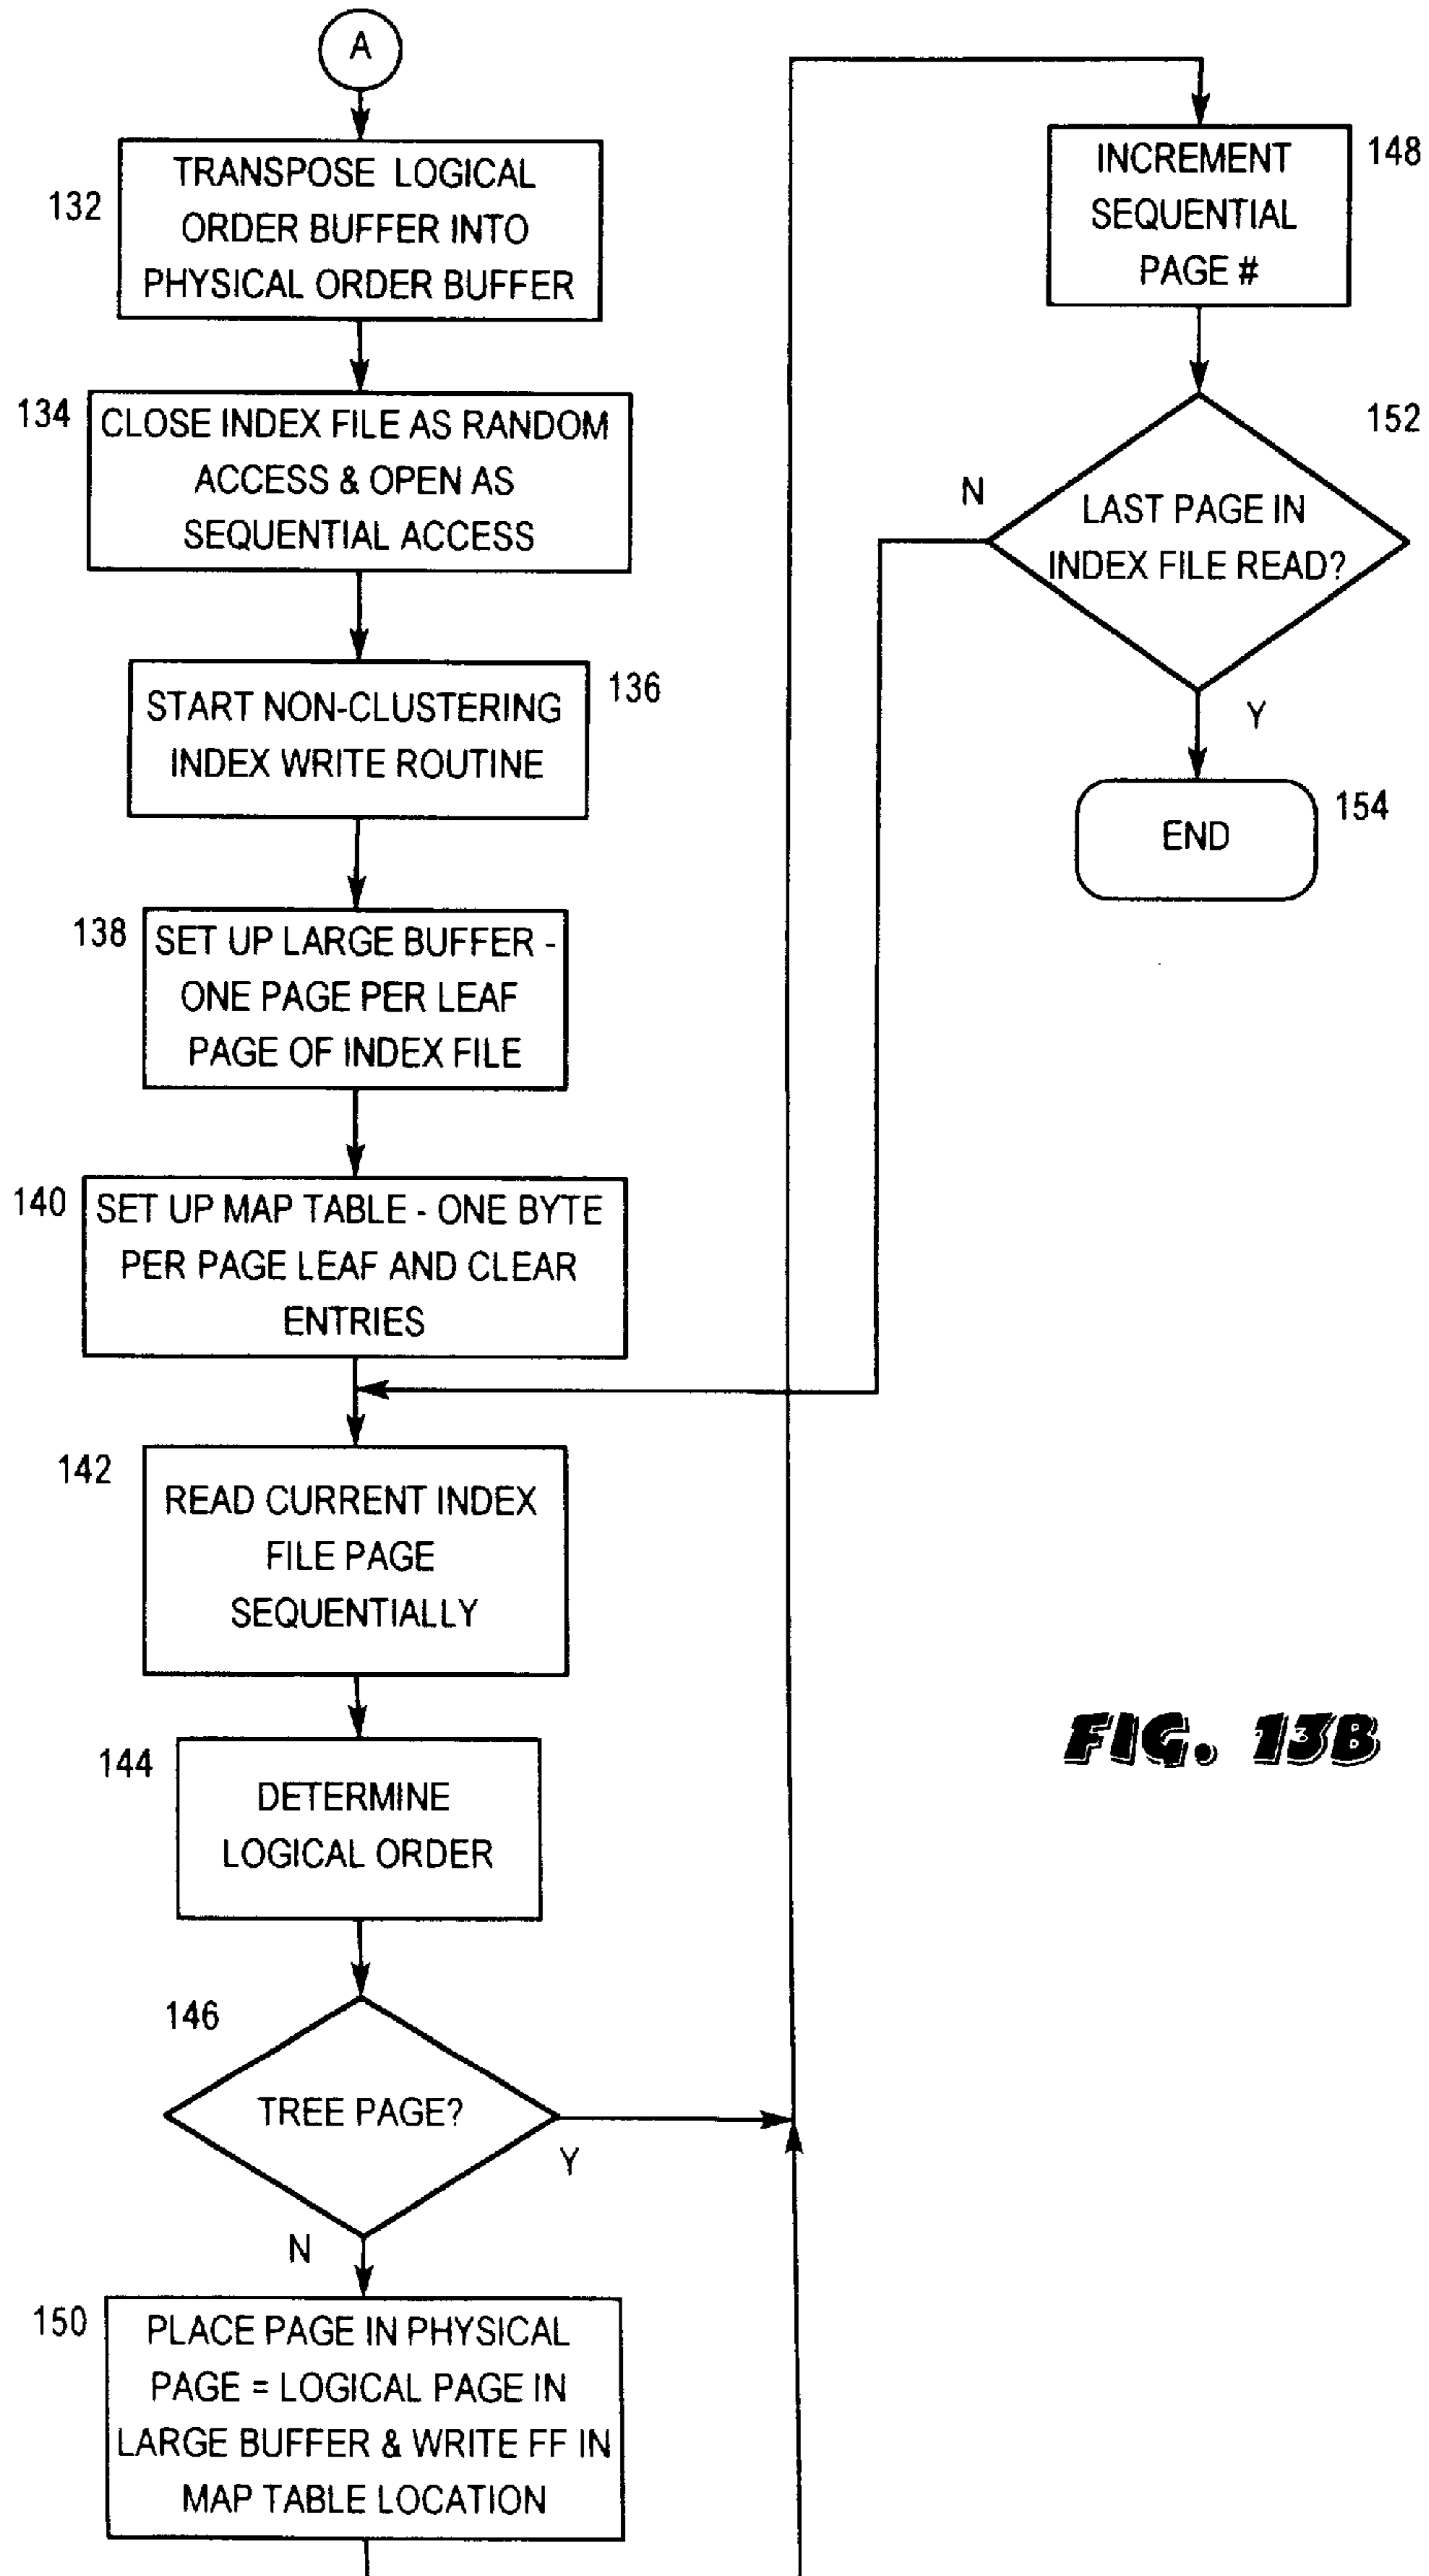 A
132
TRANSPOSE LOGICAL
ORDER BUFFER INTO
PHYSICAL ORDER BUFFER
134
CLOSE INDEX FILE AS RANDOM
ACCESS & OPEN AS
SEQUENTIAL ACCESS
136
START NON-CLUSTERING
INDEX WRITE ROUTINE
138
SET UP LARGE BUFFER -
ONE PAGE PER LEAF
PAGE OF INDEX FILE
140
SET UP MAP TABLE - ONE BYTE
PER PAGE LEAF AND CLEAR
ENTRIES
142
READ CURRENT INDEX
FILE PAGE
SEQUENTIALLY
144
DETERMINE
LOGICAL ORDER
146
TREE PAGE?
Y
N
150
PLACE PAGE IN PHYSICAL
PAGE = LOGICAL PAGE IN
LARGE BUFFER & WRITE FF IN
MAP TABLE LOCATION
148
INCREMENT
SEQUENTIAL
PAGE #
152
N
LAST PAGE IN
INDEX FILE READ?
Y
154
END
FIG. 13B